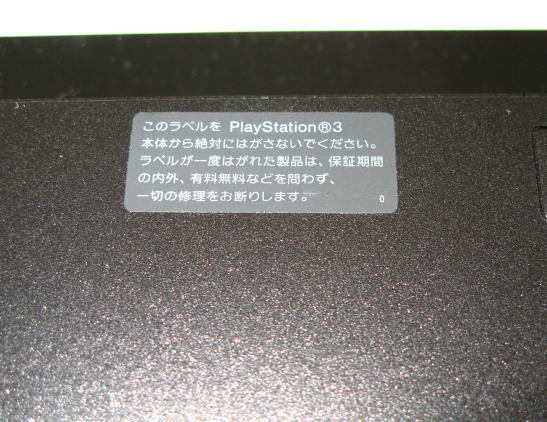 このラベルを PlayStation®3
本体から絶対にはがさないでください。
ラベルが一度はがれた製品は、保証期間
の内外、有料無料などを問わず、
一切の修理をお断りします。 0